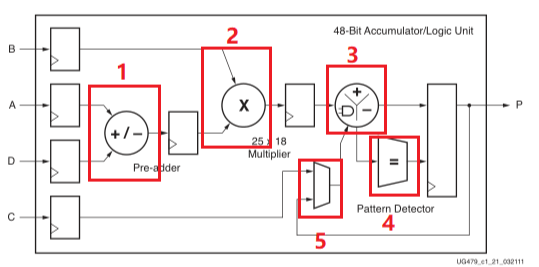 48-Bit Accumulator/Logic Unit
B
1
2
3
A
+ / −
X
+
−
P
D
Pre-adder
25 x 18
Multiplier
=
C
5
Pattern Detector
4
UG479_c1_21_032111